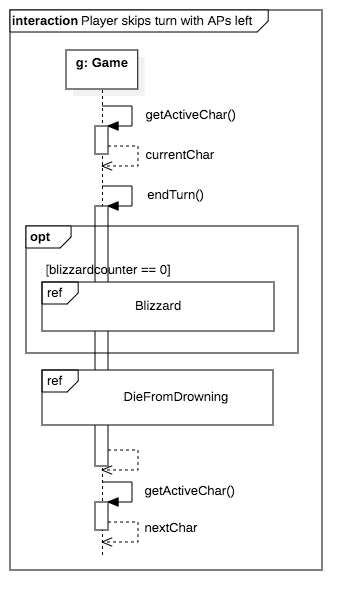 interaction Player skips turn with APs left
g: Game
getActiveChar()
currentChar
endTurn()
opt
[blizzardcounter == 0]
ref
Blizzard
ref
DieFromDrowning
getActiveChar()
nextChar